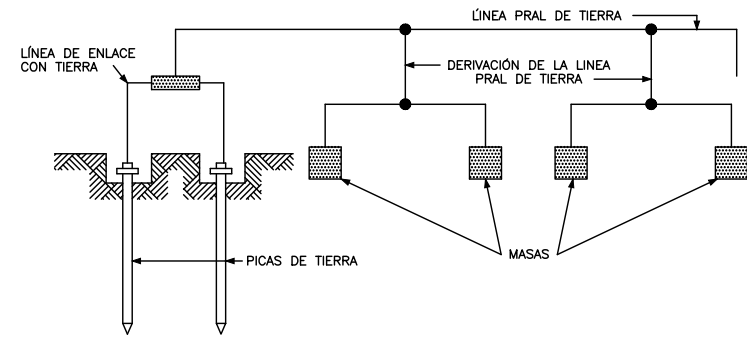 LÍNEA PRAL DE TIERRA
LÍNEA DE ENLACE
CON TIERRA
DERIVACIÓN DE LA LINEA
PRAL DE TIERRA
MASAS
PICAS DE TIERRA